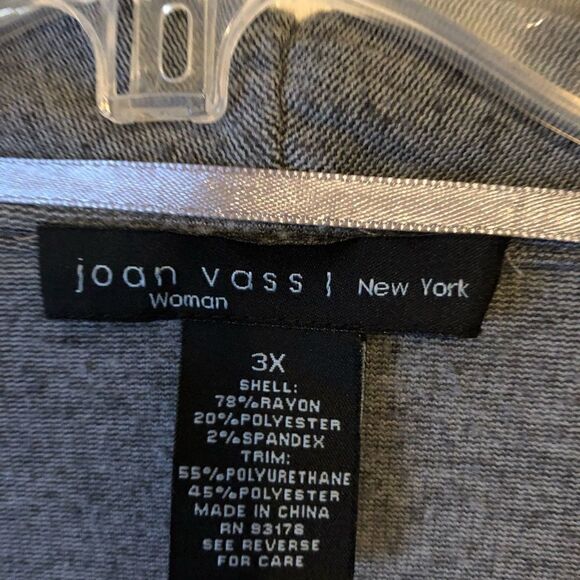 joan vass | New York
Woman
3X
SHELL:
78%RAYON
20%POLYESTER
2%SPANDEX
TRIM:
55%POLYURETHANE
45%POLYESTER
MADE IN CHINA
RN 93178
SEE REVERSE
FOR CARE